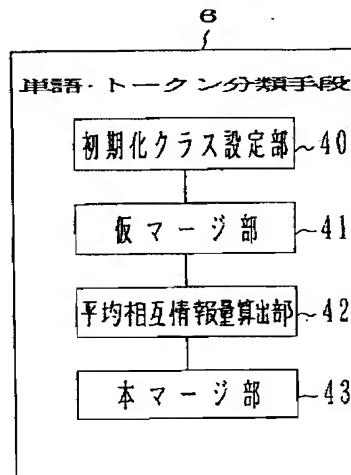 6
単語・トークン分類手段
初期化クラス設定部 ~40
仮マージ部 ~41
平均相互情報量算出部 ~42
本マージ部 ~43